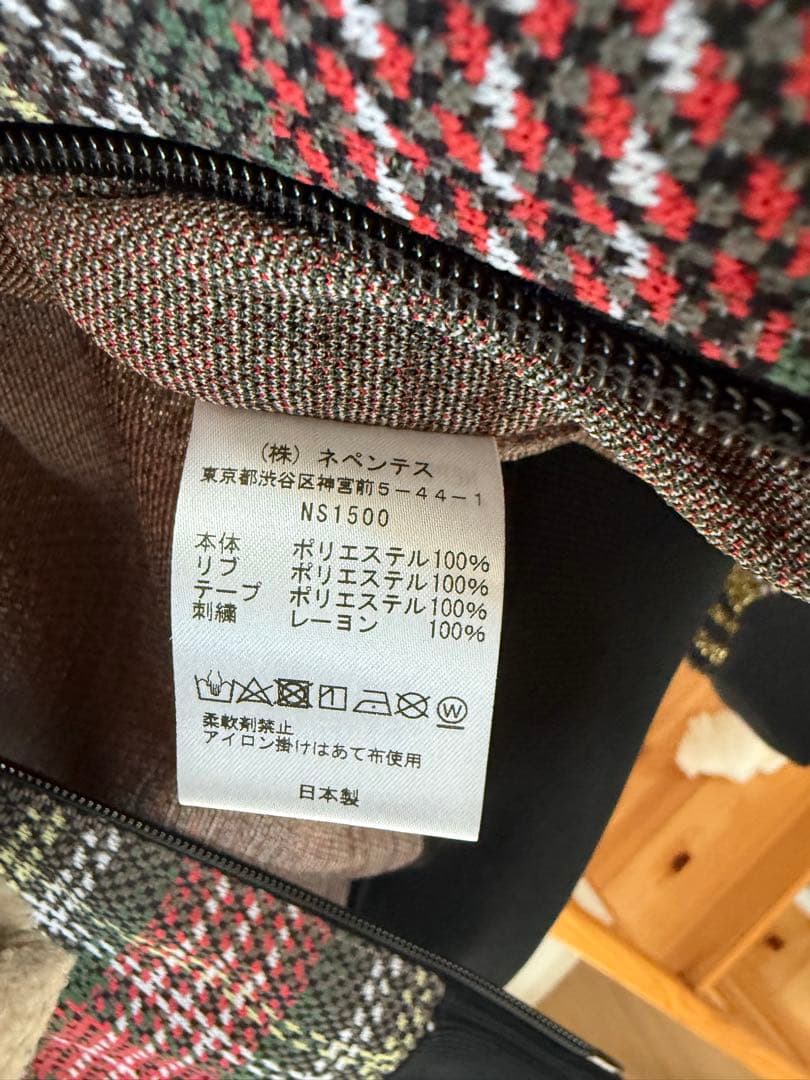 （株）ネペンテス
東京都渋谷区神宮前５－４４－１
NS1500
本体 ポリエステル100%
リブ ポリエステル100%
テープ ポリエステル100%
刺繍 レーヨン 100%
W
柔軟剤禁止
アイロン掛けはあて布使用
日本製